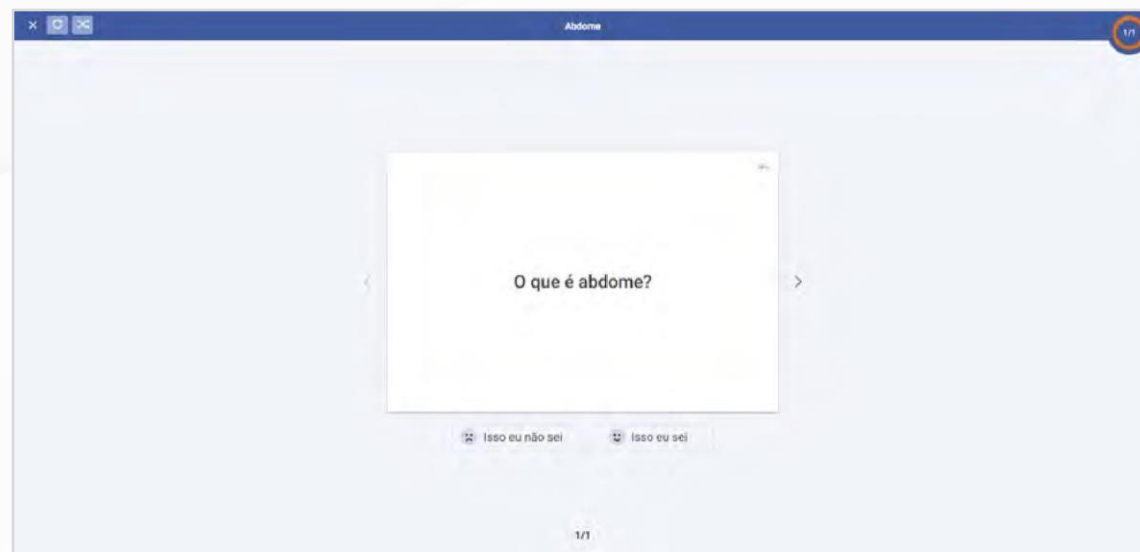 Abdome
1/1
O que é abdome?
Isso eu não sei
Isso eu sei
1/1